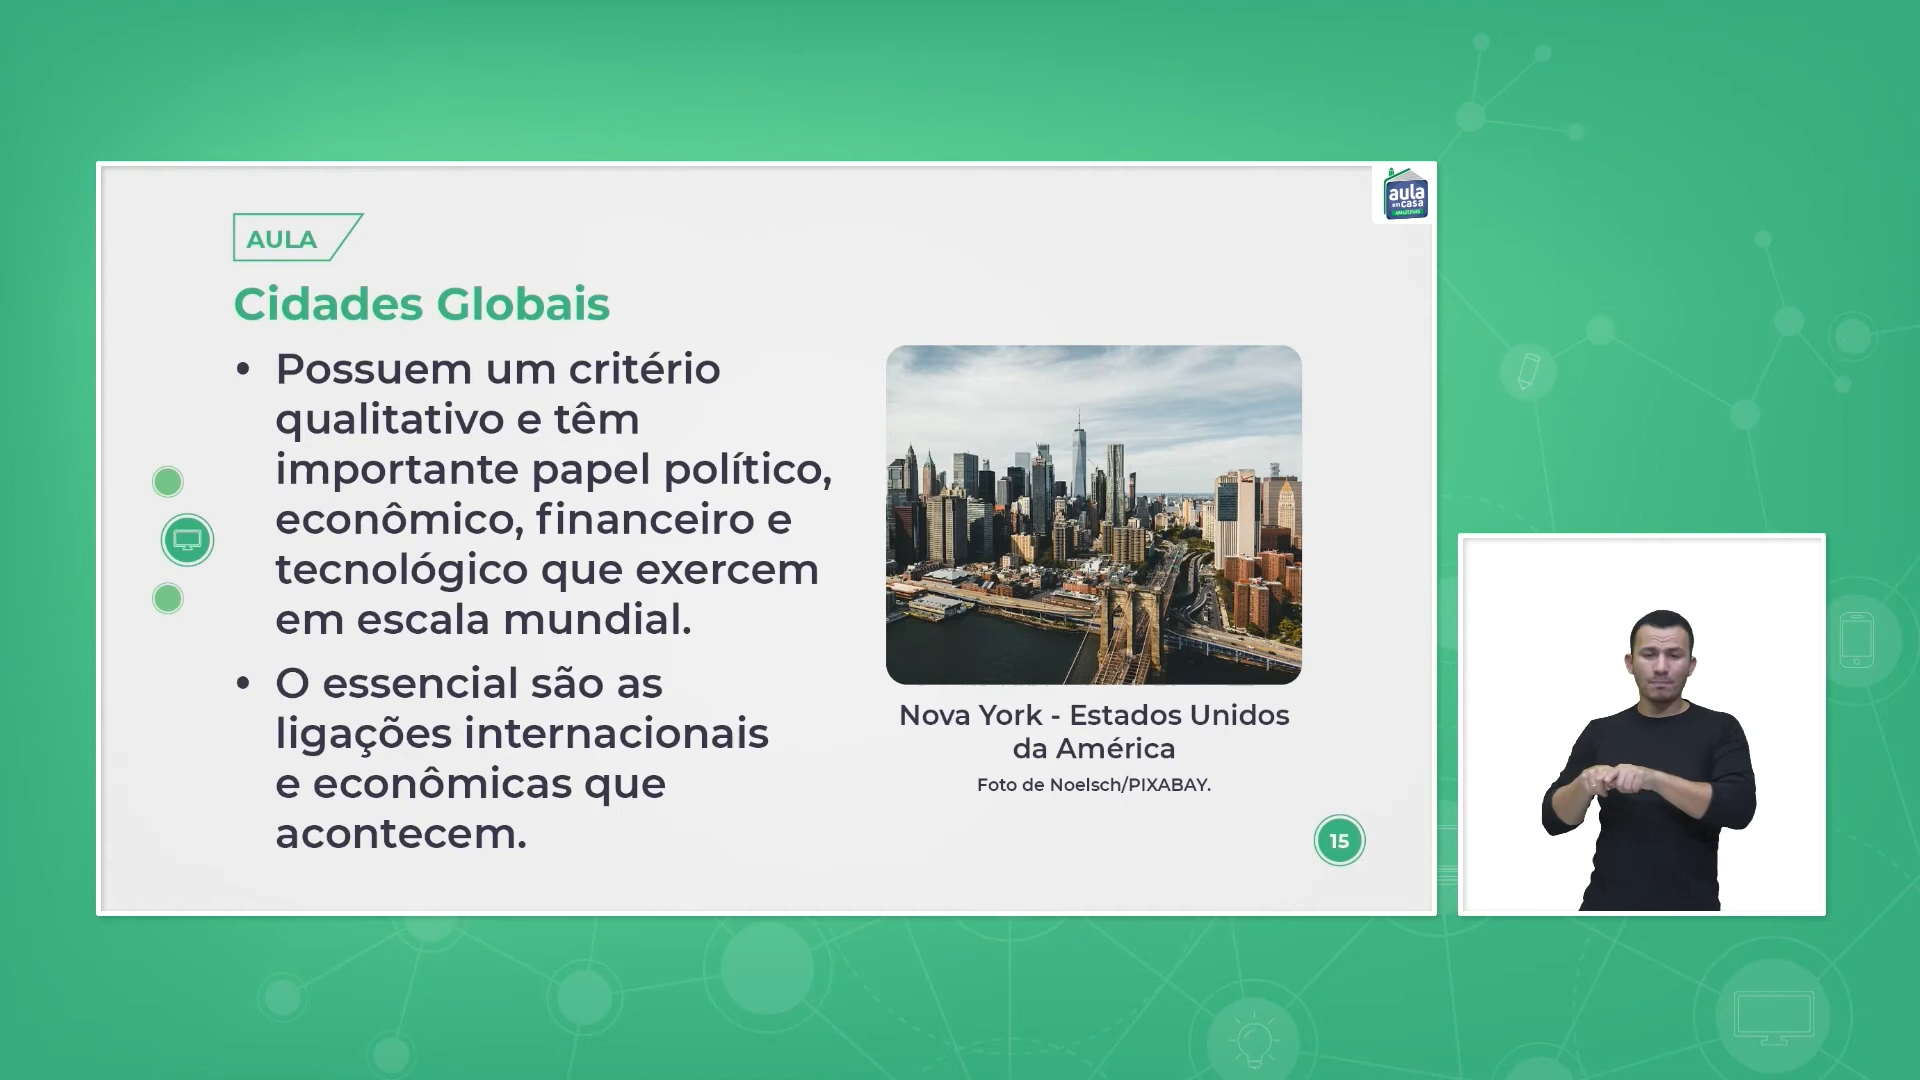 aula
em casa
AMAZONAS
AULA
Cidades Globais
• Possuem um critério
qualitativo e têm
importante papel político,
econômico, financeiro e
tecnológico que exercem
em escala mundial.
• O essencial são as
ligações internacionais
e econômicas que
acontecem.
Nova York - Estados Unidos
da América
Foto de Noelsch/PIXABAY.
15